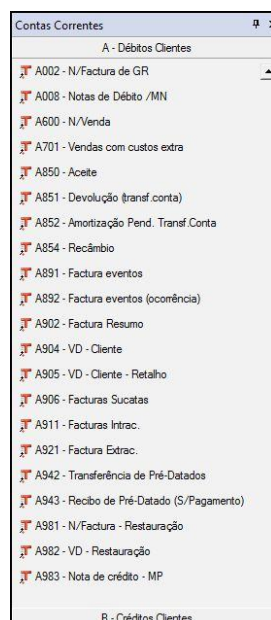 Contas Correntes
A - Débitos Clientes
A002 - N/Factura de GR
A008 - Notas de Débito /MN
A600 - N/Venda
A701 - Vendas com custos extra
A850 - Aceite
A851 - Devolução (transf.conta)
A852 - Amortização Pend. Transf.Conta
A854 - Recâmbio
A891 - Factura eventos
A892 - Factura eventos (ocorrência)
A902 - Factura Resumo
A904 - VD - Cliente
A905 - VD - Cliente - Retalho
A906 - Facturas Sucatas
A911 - Facturas Intrac.
A921 - Factura Extrac.
A942 - Transferência de Pré-Datados
A943 - Recibo de Pré-Datado (S/Pagamento)
A981 - N/Factura - Restauração
A982 - VD - Restauração
A983 - Nota de crédito - MP
B - Créditos Clientes